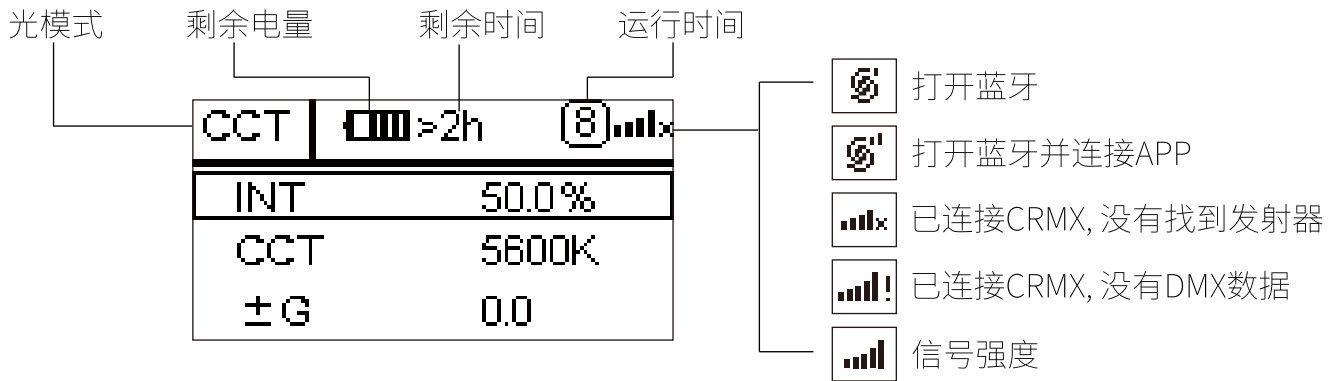 光模式 剩余电量 剩余时间 运行时间
打开蓝牙
CCT >2h 8
打开蓝牙并连接APP
INT 50.0%
已连接CRMX, 没有找到发射器
CCT 5600K
已连接CRMX, 没有DMX数据
±G 0.0
信号强度